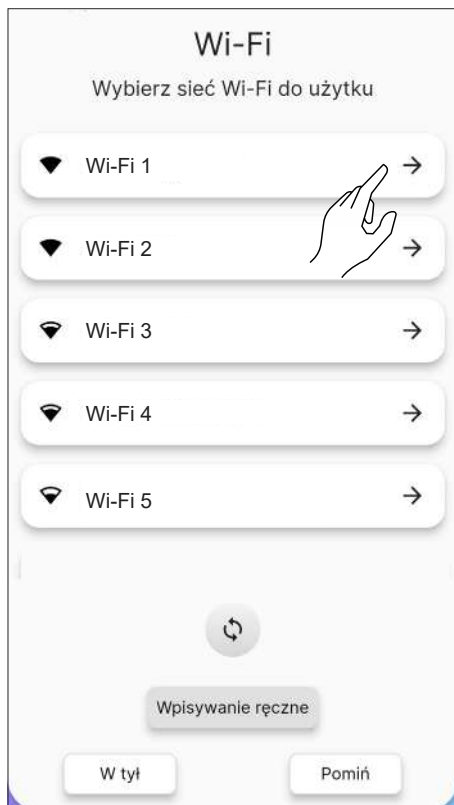 Wi-Fi
Wybierz sieć Wi-Fi do użytku
Wi-Fi 1
Wi-Fi 2
Wi-Fi 3
Wi-Fi 4
Wi-Fi 5
Wpisywanie ręczne
W tył
Pomiń